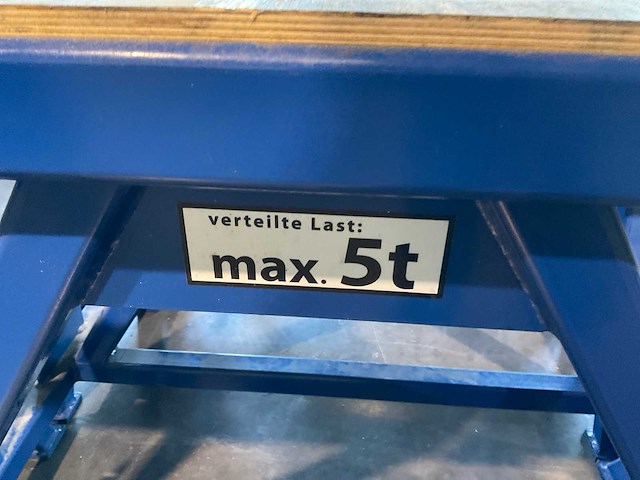 verteilte Last:
max. 5t